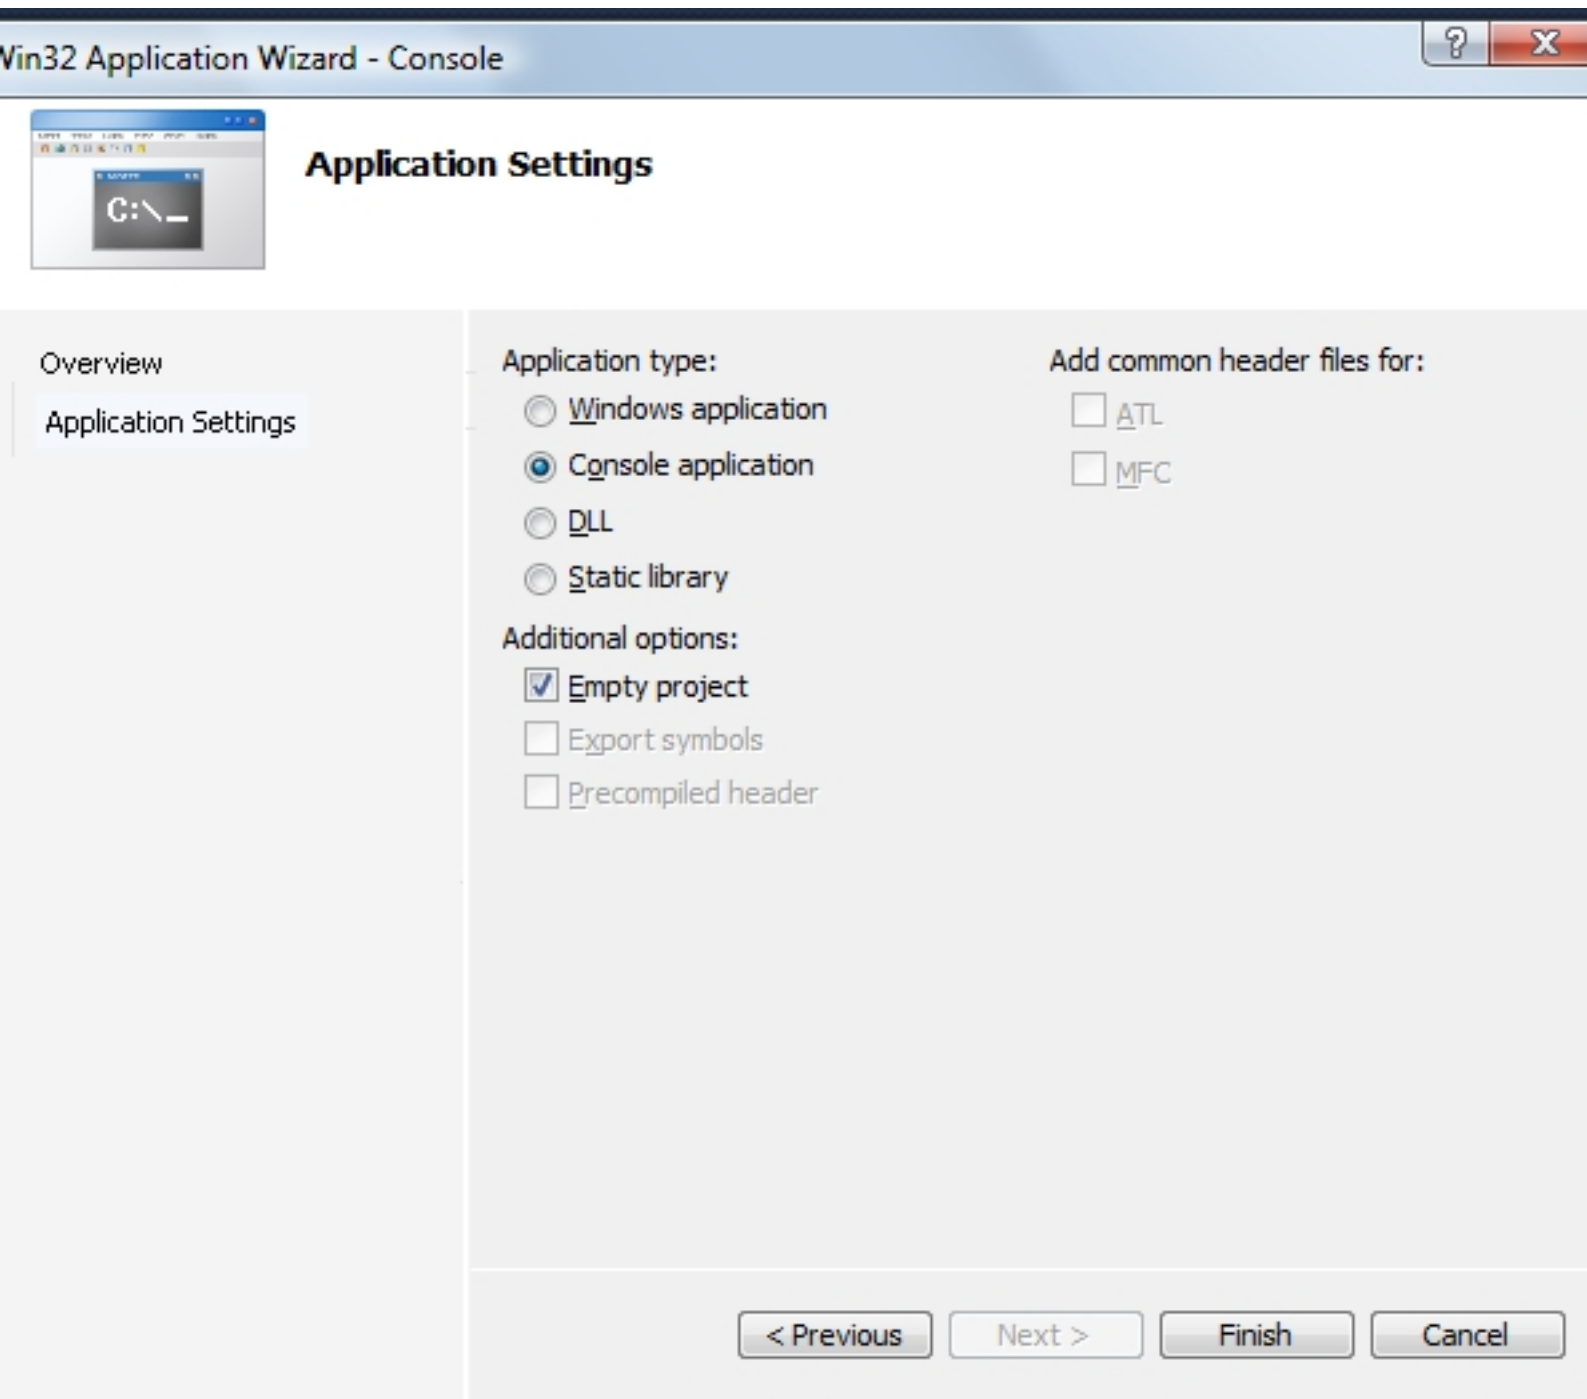 Win32 Application Wizard - Console
C:\_
Application Settings
Overview
Application Settings
Application type:
Windows application
Console application
DLL
Static library
Additional options:
Empty project
Export symbols
Precompiled header
Add common header files for:
ATL
MFC
< Previous
Next >
Finish
Cancel